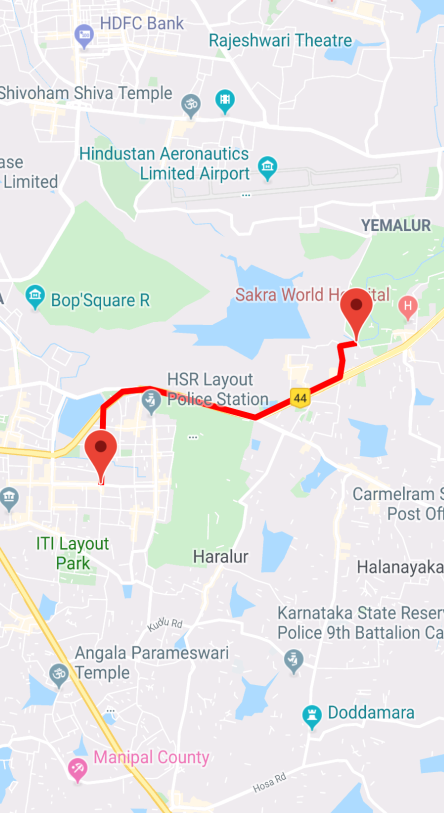 HDFC Bank
Rajeshwari Theatre
Shivoham Shiva Temple
Hindustan Aeronautics
Limited Airport
ase
Limited
YEMALUR
Sakra World Hospital
Bop'Square R
A
HSR Layout
Police Station
44
Carmelram S
Post Off
ITI Layout
Park
Haralur
Halanayaka
Karnataka State Reser
Police 9th Battalion Ca
Kudlu Rd
Angala Parameswari
Temple
Doddamara
Manipal County
Hosa Rd